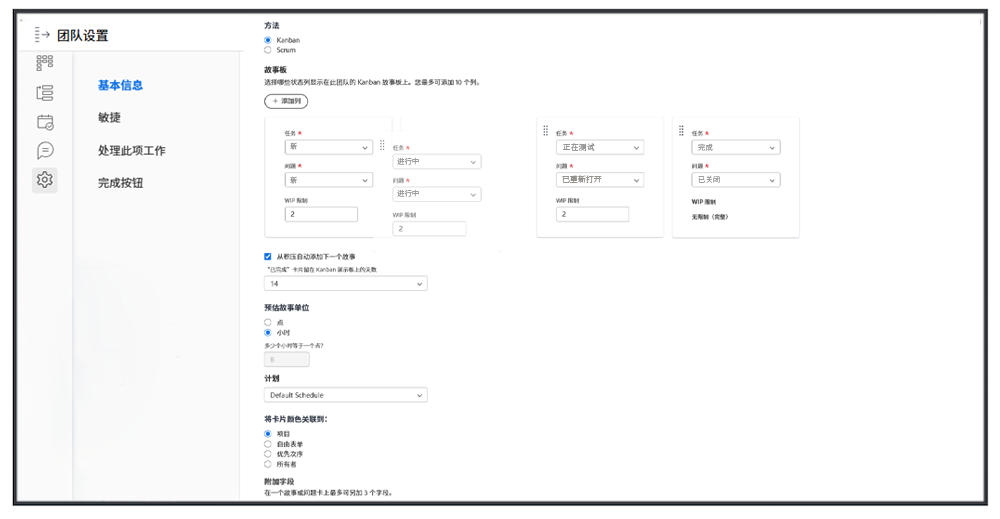 团队设置
基本信息
敏捷
处理此项工作
完成按钮
方法
Kanban
Scrum
故事板
选择哪些状态列显示在此团队的 Kanban 故事板上。您最多可添加 10 个列。
+ 添加列
任务 *
新
问题 *
新
WIP 限制
2
任务 *
进行中
问题 *
进行中
WIP 限制
2
任务 *
正在测试
问题 *
已重新打开
WIP 限制
2
任务 *
完成
问题 *
已关闭
WIP 限制
无限制（完整）
从积压自动添加下一个故事
“已完成”卡片留在 Kanban 展示板上的天数
14
预估故事单位
点
小时
多少个小时等于一个点?
8
计划
Default Schedule
将卡片颜色关联到:
项目
自由表单
优先次序
所有者
附加字段
在一个故事或问题卡上最多可另加 3 个字段。